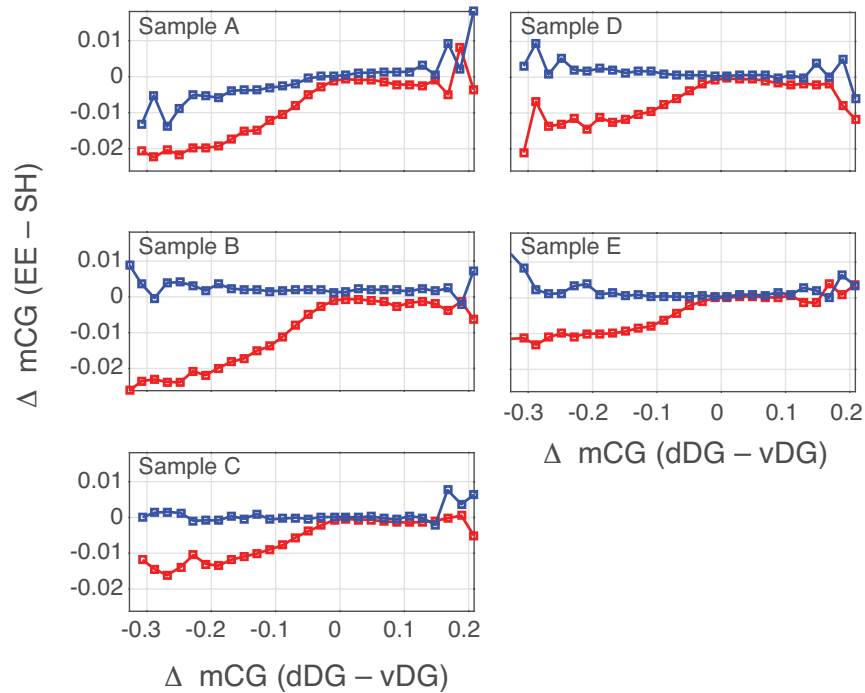 Sample A
0.01
0
-0.01
-0.02
Sample D
Δ mCG (EE – SH)
Sample B
0.01
0
-0.01
-0.02
Sample E
-0.3 -0.2 -0.1 0 0.1 0.2
Δ mCG (dDG – vDG)
Sample C
0.01
0
-0.01
-0.02
-0.3 -0.2 -0.1 0 0.1 0.2
Δ mCG (dDG – vDG)